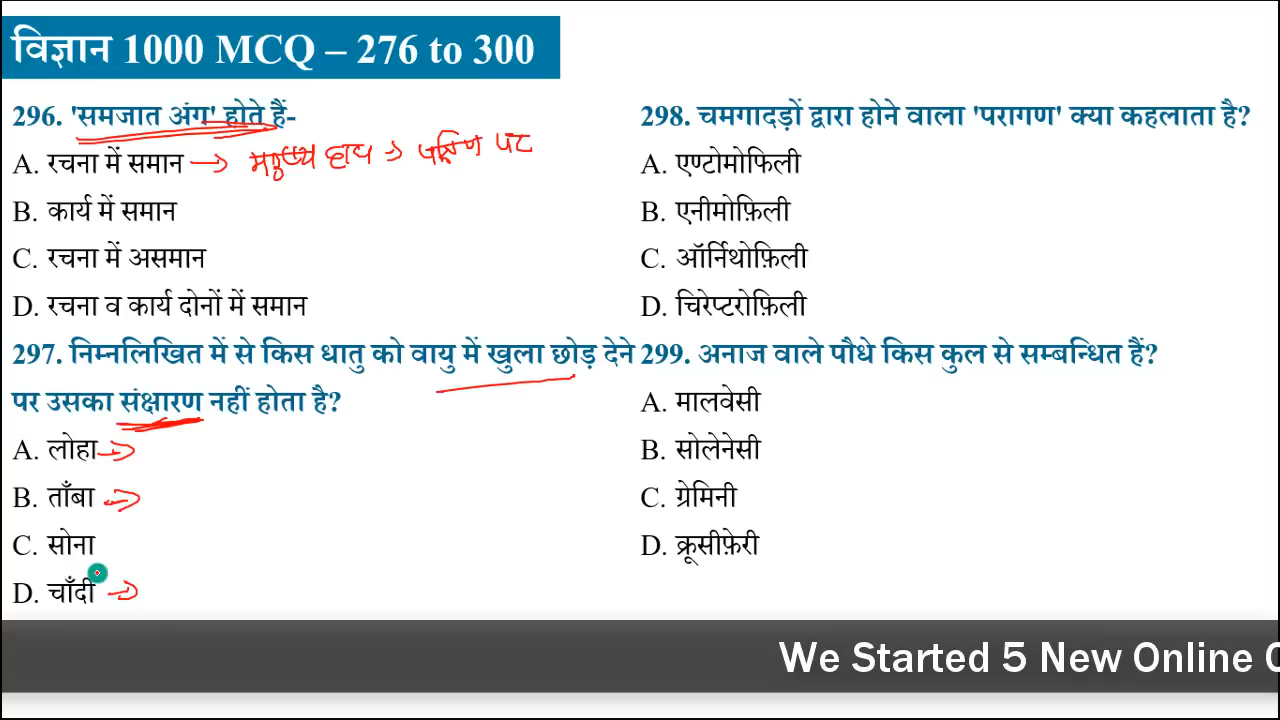 विज्ञान 1000 MCQ – 276 to 300
296. 'समजात अंग' होते हैं-
A. रचना में समान → मनुष्य हाथ →
B. कार्य में समान
C. रचना में असमान
D. रचना व कार्य दोनों में समान
297. निम्नलिखित में से किस धातु को वायु में खुला छोड़ देने
पर उसका संक्षारण नहीं होता है?
A. लोहा
B. ताँबा
C. सोना
D. चाँदी
298. चमगादड़ों द्वारा होने वाला 'परागण' क्या कहलाता है?
A. एण्टोमोफिली
B. एनीमोफ़िली
C. ऑर्निथोफ़िली
D. चिरेप्टरोफ़िली
299. अनाज वाले पौधे किस कुल से सम्बन्धित हैं?
A. मालवेसी
B. सोलेनेसी
C. ग्रेमिनी
D. क्रूसीफ़ेरी
We Started 5 New Online